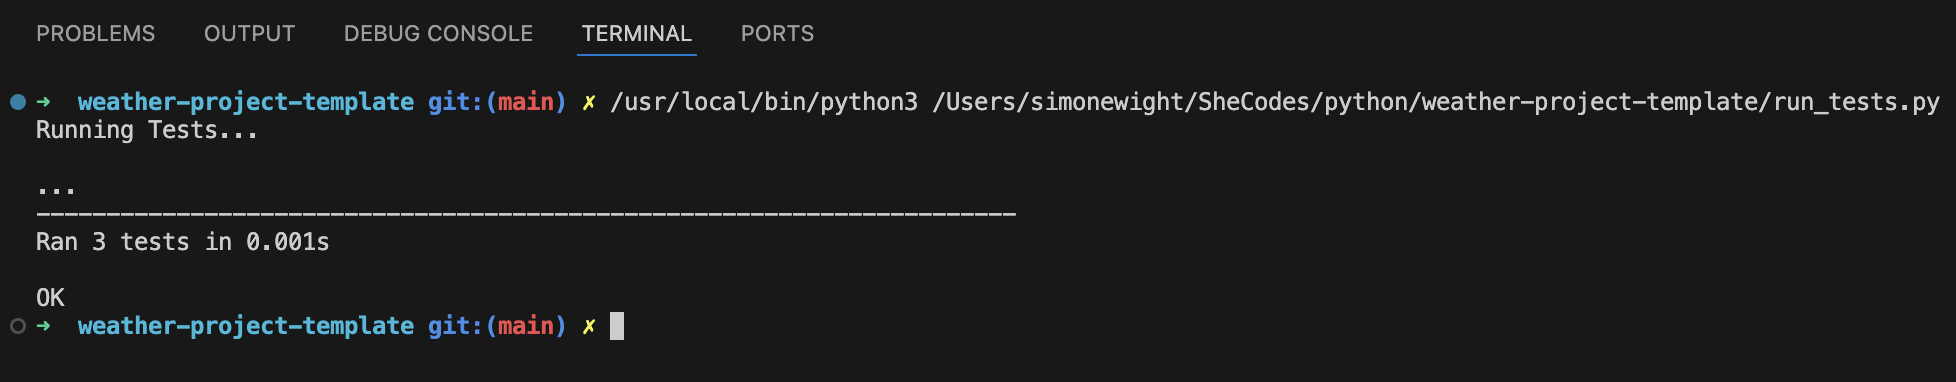 PROBLEMS OUTPUT DEBUG CONSOLE TERMINAL PORTS
➜ weather-project-template git:(main) ✗ /usr/local/bin/python3 /Users/simonewight/SheCodes/python/weather-project-template/run_tests.py
Running Tests...
...
----------------------------------------------------------------------
Ran 3 tests in 0.001s
OK
➜ weather-project-template git:(main) ✗